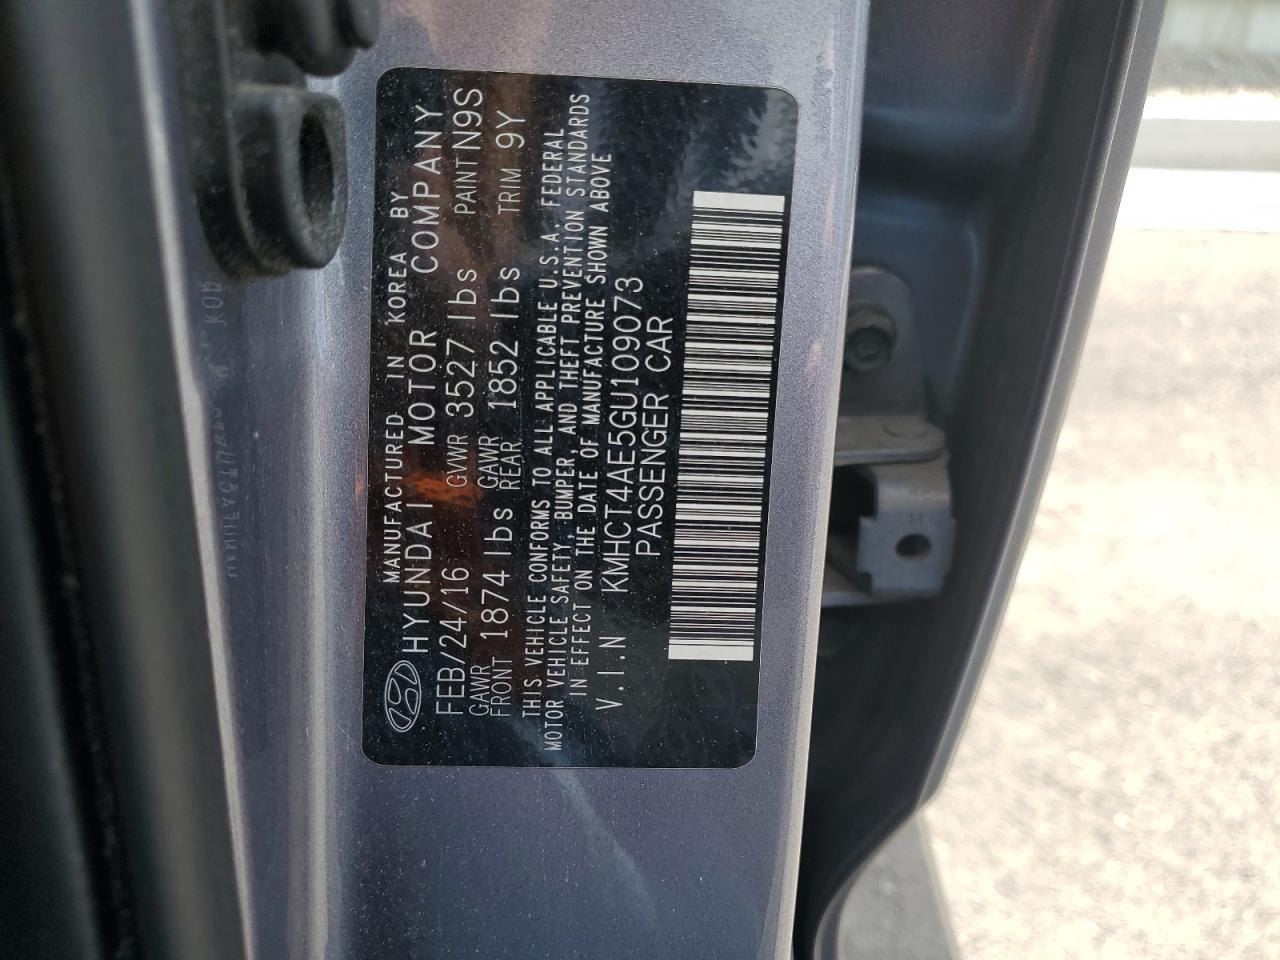 MANUFACTURED IN KOREA BY
HYUNDAI MOTOR COMPANY
FEB/24/16 GVWR 3527 lbs PAINT N9S
GAWR FRONT 1874 lbs GAWR REAR 1852 lbs TRIM 9Y
THIS VEHICLE CONFORMS TO ALL APPLICABLE U.S.A. FEDERAL
MOTOR VEHICLE SAFETY, BUMPER, AND THEFT PREVENTION STANDARDS
IN EFFECT ON THE DATE OF MANUFACTURE SHOWN ABOVE
V.I.N KMHCT4AE5GU109073
PASSENGER CAR